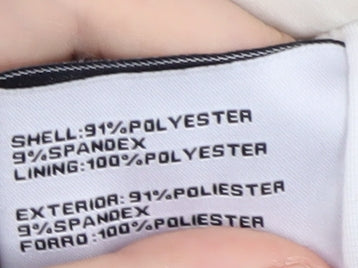 SHELL:91%POLYESTER
9%SPANDEX
LINING:100%POLYESTER
EXTERIOR: 91%POLIESTER
9%SPANDEX
FORRO:100%POLIESTER